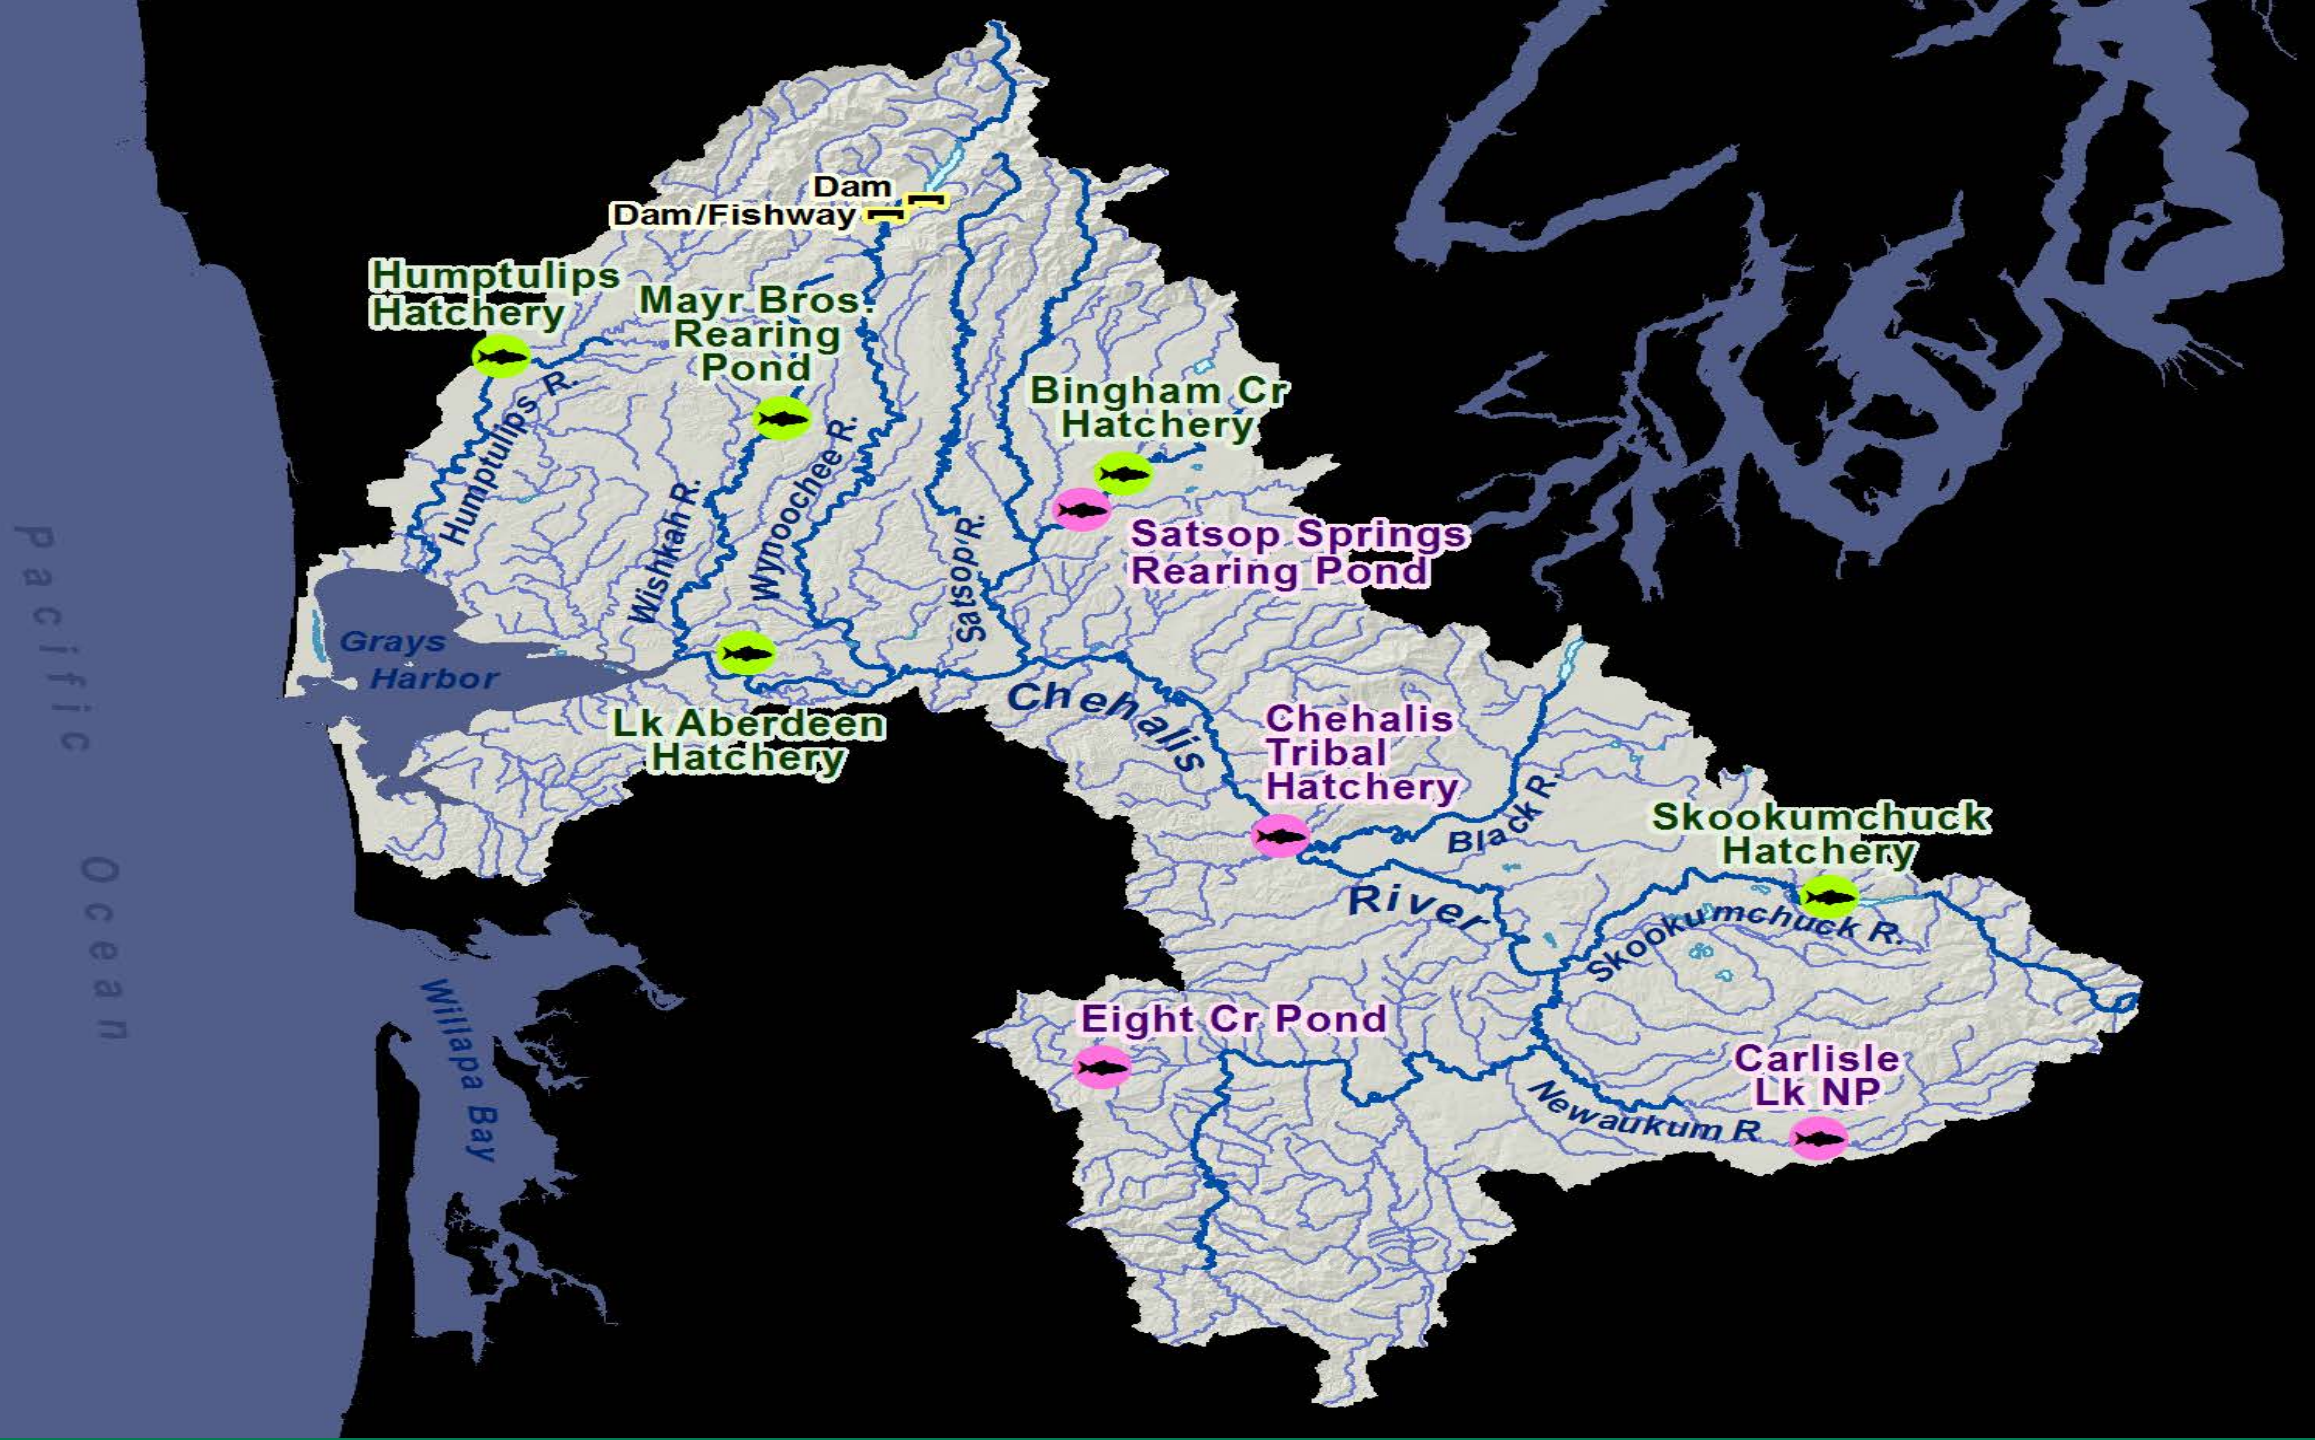 Dam
Dam/Fishway
Humptulips
Hatchery
Mayr Bros.
Rearing
Pond
Humptulips R.
Bingham Cr
Hatchery
Wynoochee R.
Wishkah R.
Satsop R.
Satsop Springs
Rearing Pond
Pacific Ocean
Grays
Harbor
Lk Aberdeen
Hatchery
Chehalis River
Chehalis
Tribal
Hatchery
Black R.
Skookumchuck
Hatchery
Skookumchuck R.
Willapa Bay
Eight Cr Pond
Carlisle
Lk NP
Newaukum R